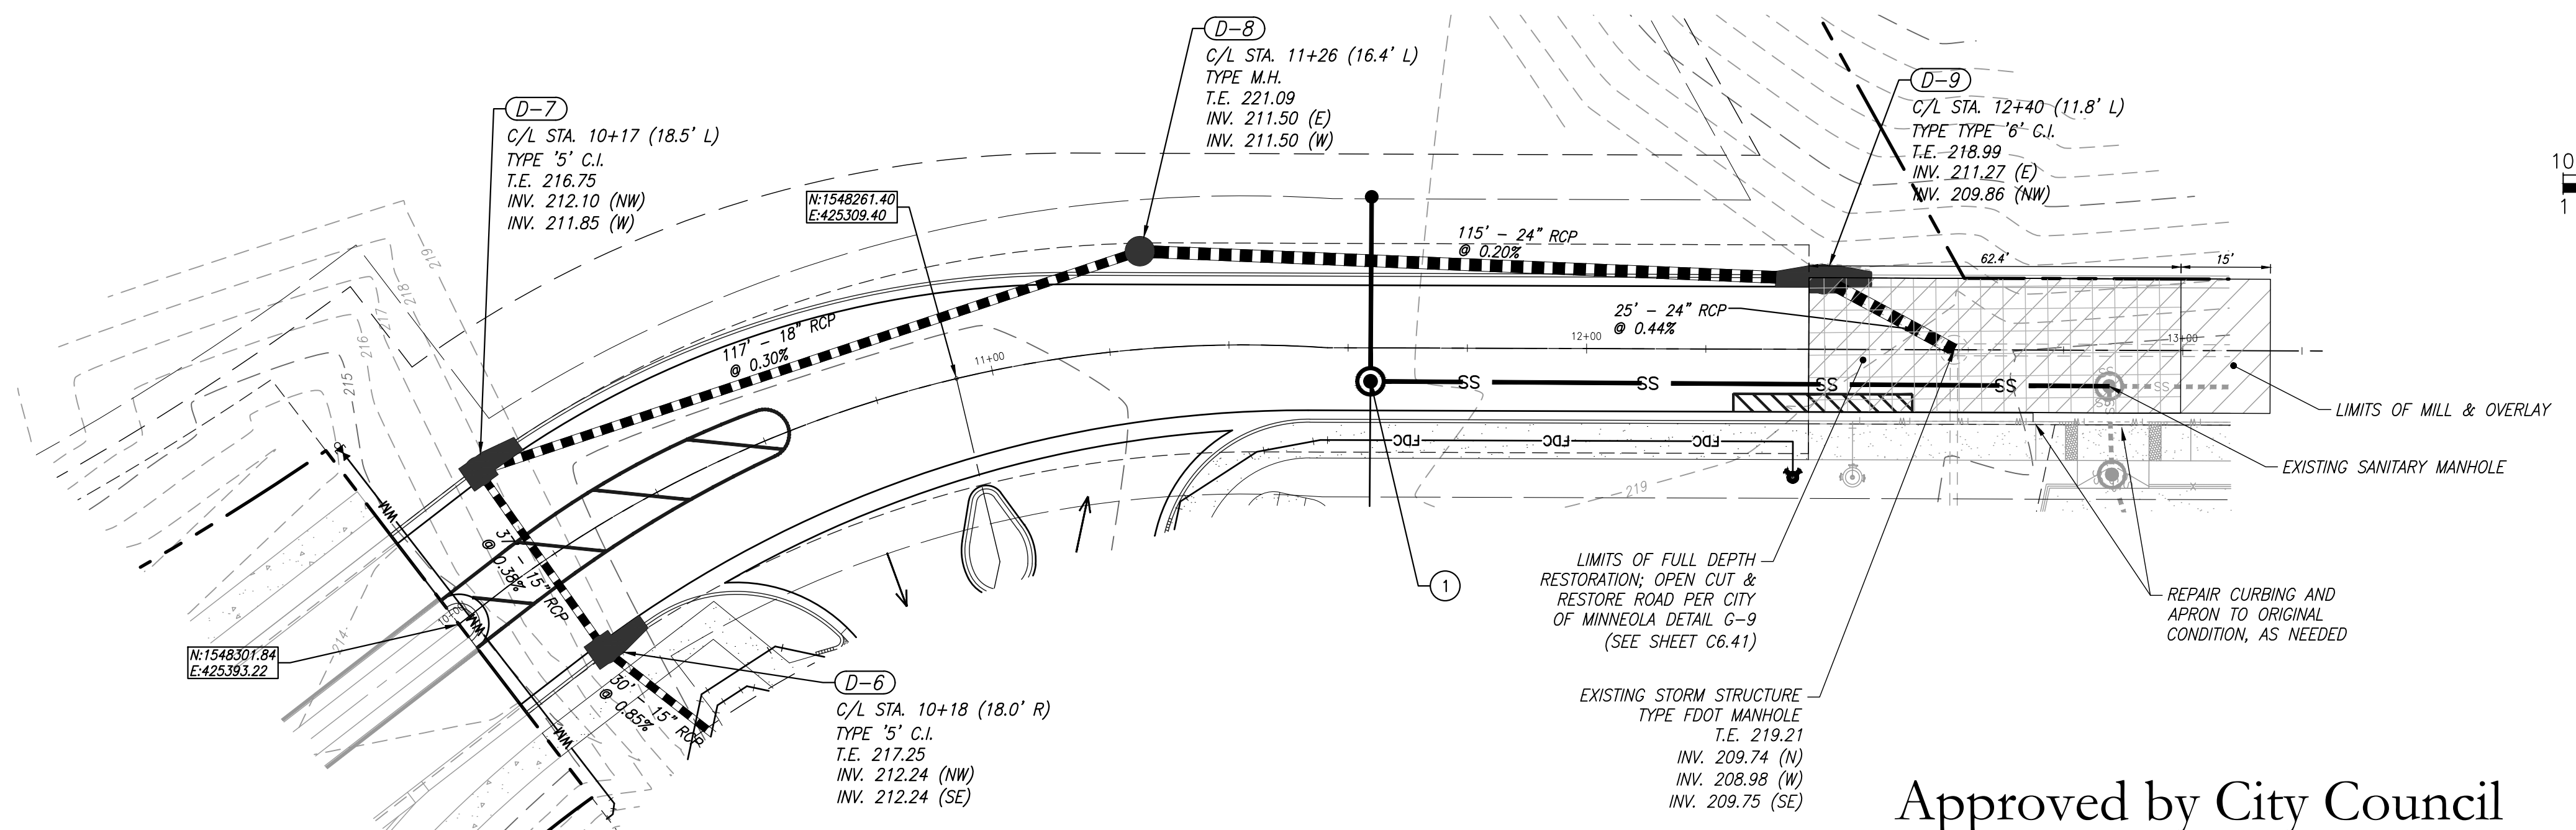 D-8
C/L STA. 11+26 (16.4' L)
TYPE M.H.
T.E. 221.09
INV. 211.50 (E)
INV. 211.50 (W)
D-9
C/L STA. 12+40 (11.8' L)
TYPE TYPE '6' C.I.
T.E. 218.99
INV. 211.27 (E)
INV. 209.86 (NW)
D-7
C/L STA. 10+17 (18.5' L)
TYPE '5' C.I.
T.E. 216.75
INV. 212.10 (NW)
INV. 211.85 (W)
10
1
N:1548261.40
E:425309.40
115' - 24" RCP
@ 0.20%
62.4'
15'
219
218
217
216
215
214
117' - 18" RCP
@ 0.30%
25' - 24" RCP
@ 0.44%
11+00
12+00
13+00
SS
SS
SS
SS
SS
SS
FDC
FDC
FDC
219
LIMITS OF MILL & OVERLAY
EXISTING SANITARY MANHOLE
WM
WM
WM
37' - 15" RCP
@ 0.38%
1
LIMITS OF FULL DEPTH
RESTORATION; OPEN CUT &
RESTORE ROAD PER CITY
OF MINNEOLA DETAIL G-9
(SEE SHEET C6.41)
REPAIR CURBING AND
APRON TO ORIGINAL
CONDITION, AS NEEDED
N:1548301.84
E:425393.22
30' - 15" RCP
@ 0.85%
D-6
C/L STA. 10+18 (18.0' R)
TYPE '5' C.I.
T.E. 217.25
INV. 212.24 (NW)
INV. 212.24 (SE)
EXISTING STORM STRUCTURE
TYPE FDOT MANHOLE
T.E. 219.21
INV. 209.74 (N)
INV. 208.98 (W)
INV. 209.75 (SE)
Approved by City Council